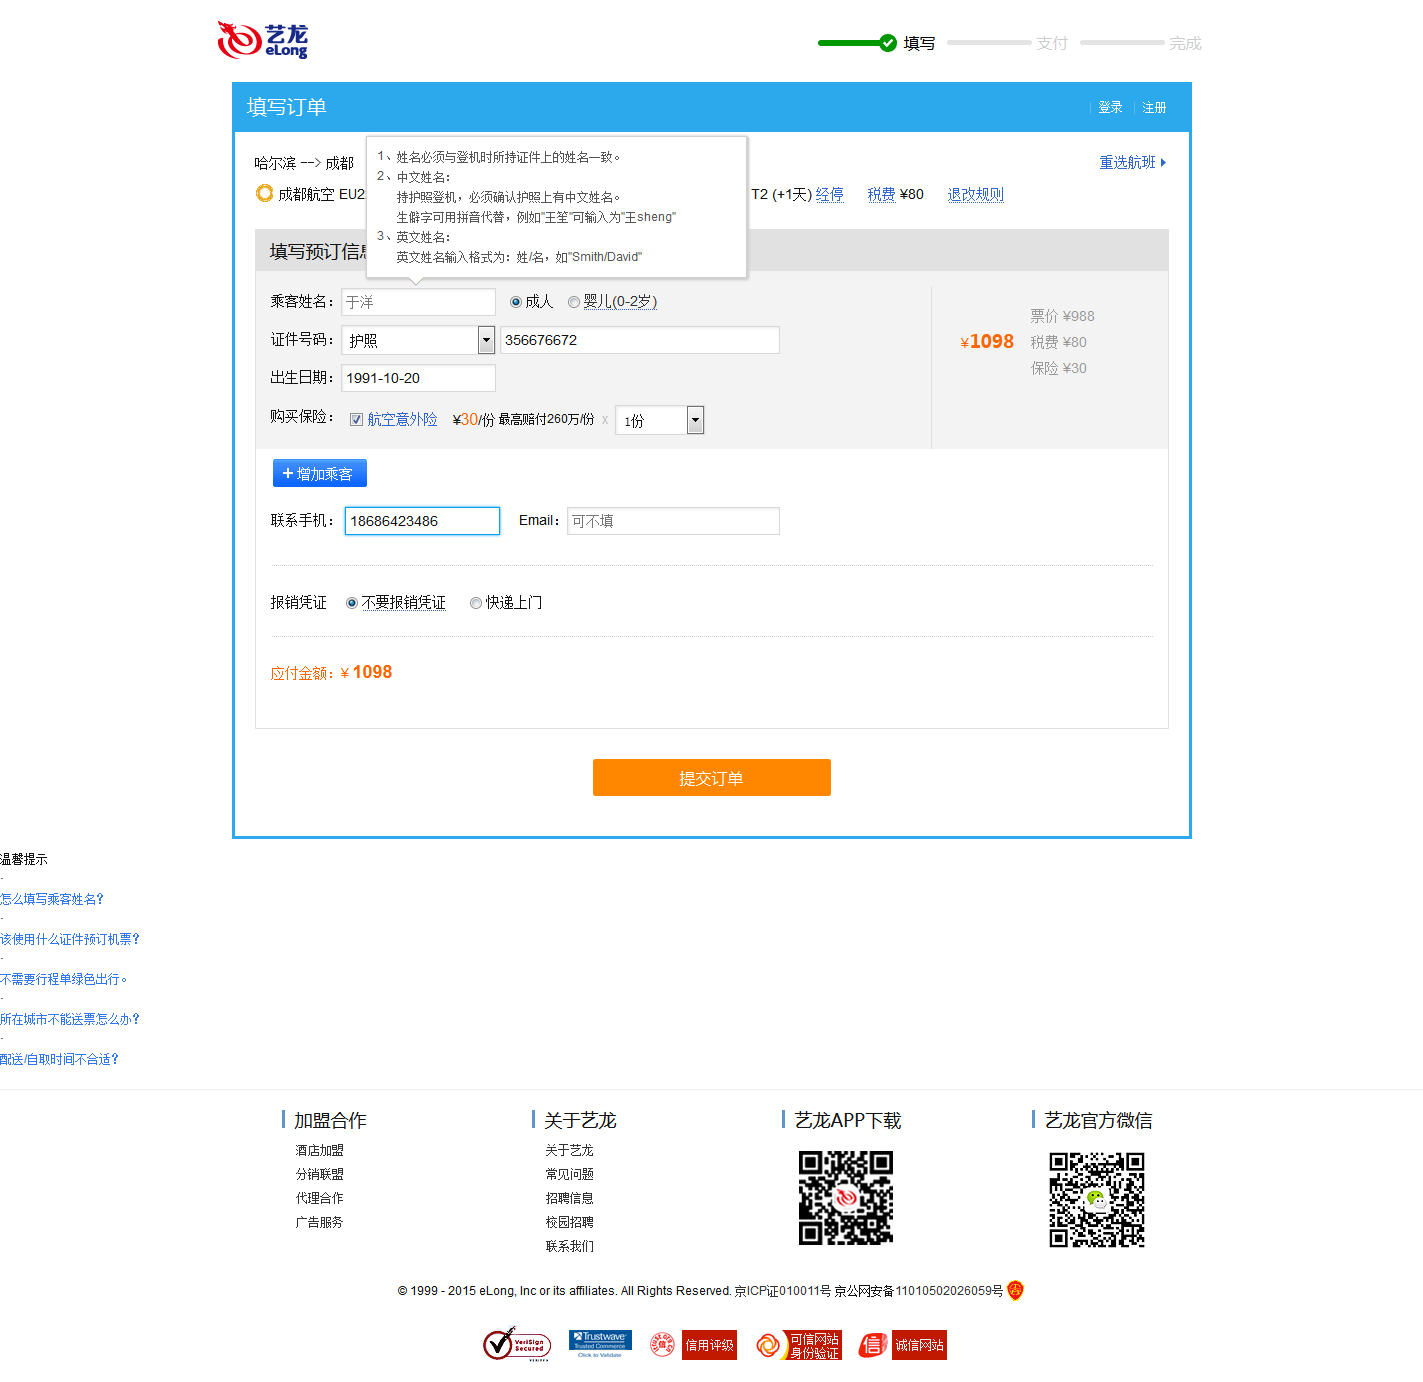 艺龙
eLong
填写 支付 完成
填写订单
登录 注册
1、姓名必须与登机时所持证件上的姓名一致。
2、中文姓名：
持护照登机，必须确认护照上有中文姓名。
生僻字可用拼音代替，例如"王笙"可输入为"王sheng"
3、英文姓名：
英文姓名输入格式为：姓/名，如"Smith/David"
哈尔滨 --> 成都
重选航班
成都航空 EU2
T2 (+1天) 经停 税费 ¥80 退改规则
填写预订信息
乘客姓名： 于洋 成人 婴儿(0-2岁)
证件号码： 护照 356676672
出生日期： 1991-10-20
购买保险： 航空意外险 ¥30/份 最高赔付260万/份 x 1份
¥1098
票价 ¥988
税费 ¥80
保险 ¥30
+ 增加乘客
联系手机： 18686423486 Email： 可不填
报销凭证 不要报销凭证 快递上门
应付金额：¥ 1098
提交订单
温馨提示
·
怎么填写乘客姓名？
·
该使用什么证件预订机票？
·
不需要行程单绿色出行。
·
所在城市不能送票怎么办？
·
配送/自取时间不合适？
加盟合作
酒店加盟
分销联盟
代理合作
广告服务
关于艺龙
关于艺龙
常见问题
招聘信息
校园招聘
联系我们
艺龙APP下载
艺龙官方微信
© 1999 - 2015 eLong, Inc or its affiliates. All Rights Reserved. 京ICP证010011号 京公网安备11010502026059号
VeriSign
Secured
VERIFY
Trustwave
Trusted Commerce
Click to Validate
信用评级
可信网站
身份验证
信
诚信网站